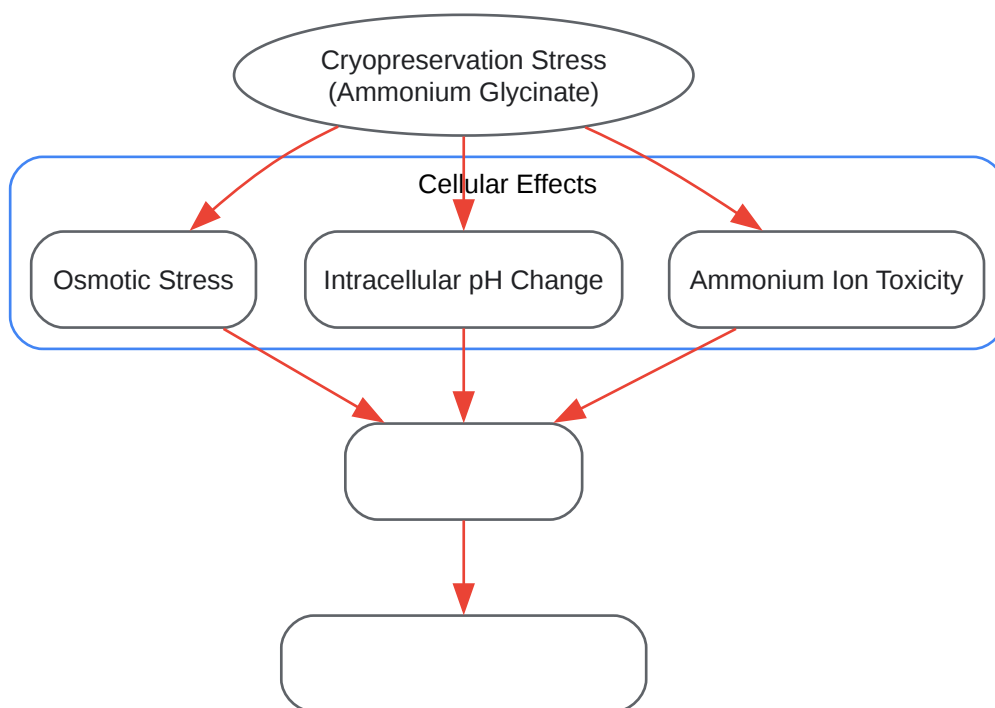 Cryopreservation Stress
(Ammonium Glycinate)
Cellular Effects
Osmotic Stress
Intracellular pH Change
Ammonium Ion Toxicity